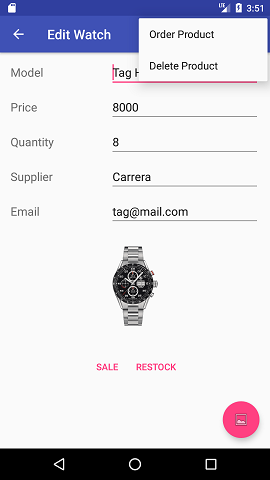 3:51
Edit Watch
Order Product
Delete Product
Model Tag
Price 8000
Quantity 8
Supplier Carrera
Email tag@mail.com
SALE RESTOCK